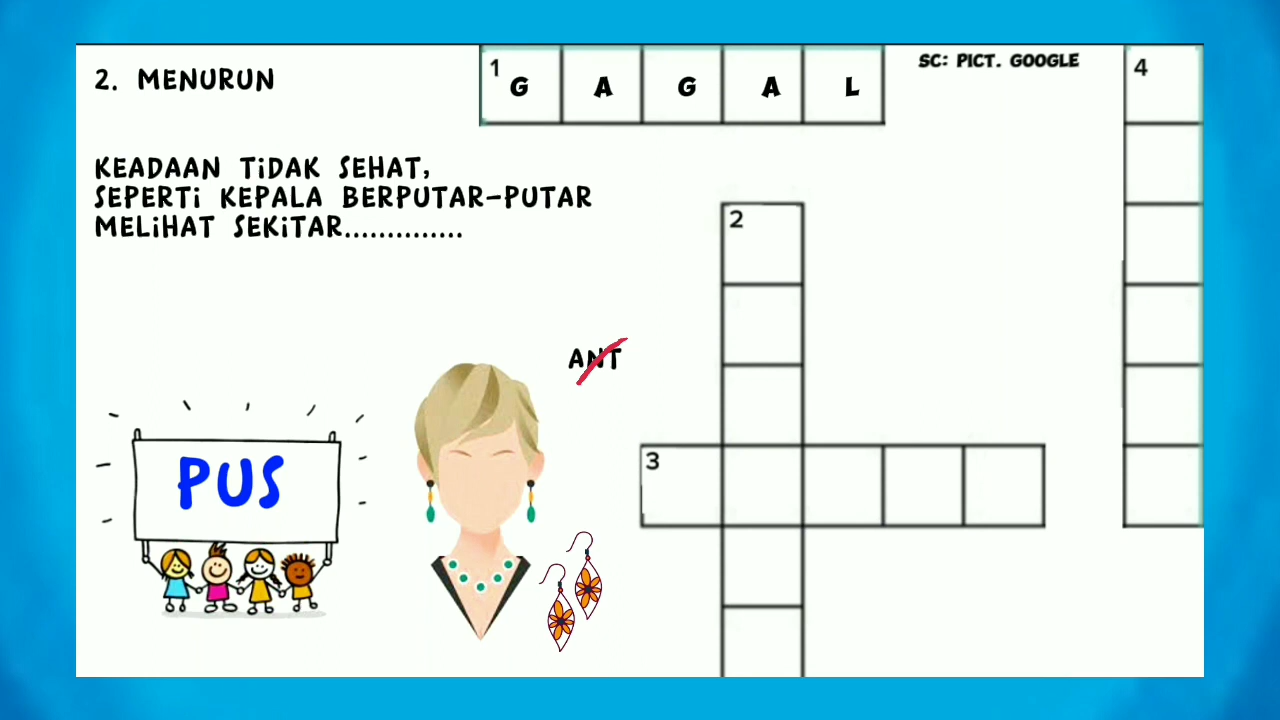 2. MENURUN
SC: PICT. GOOGLE
1 G A G A L
4
KEADAAN TiDAK SEHAT,
SEPERTi KEPALA BERPUTAR-PUTAR
MELiHAT SEKiTAR..............
2
ANT
3
PUS